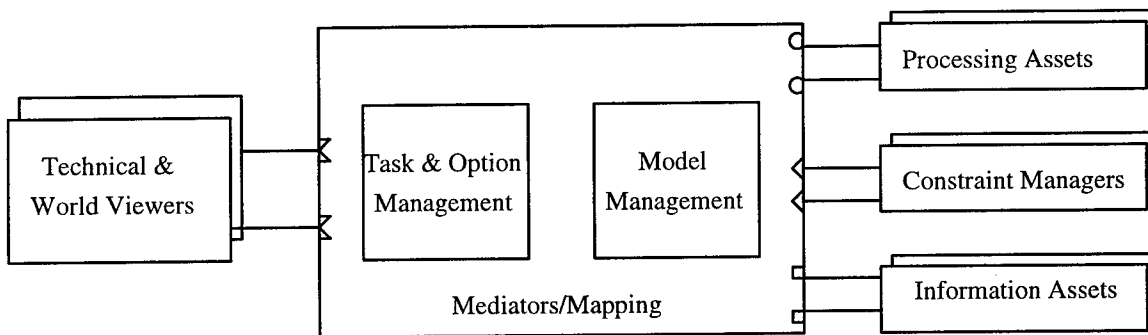 Technical &
World Viewers
Task & Option
Management
Model
Management
Mediators/Mapping
Processing Assets
Constraint Managers
Information Assets